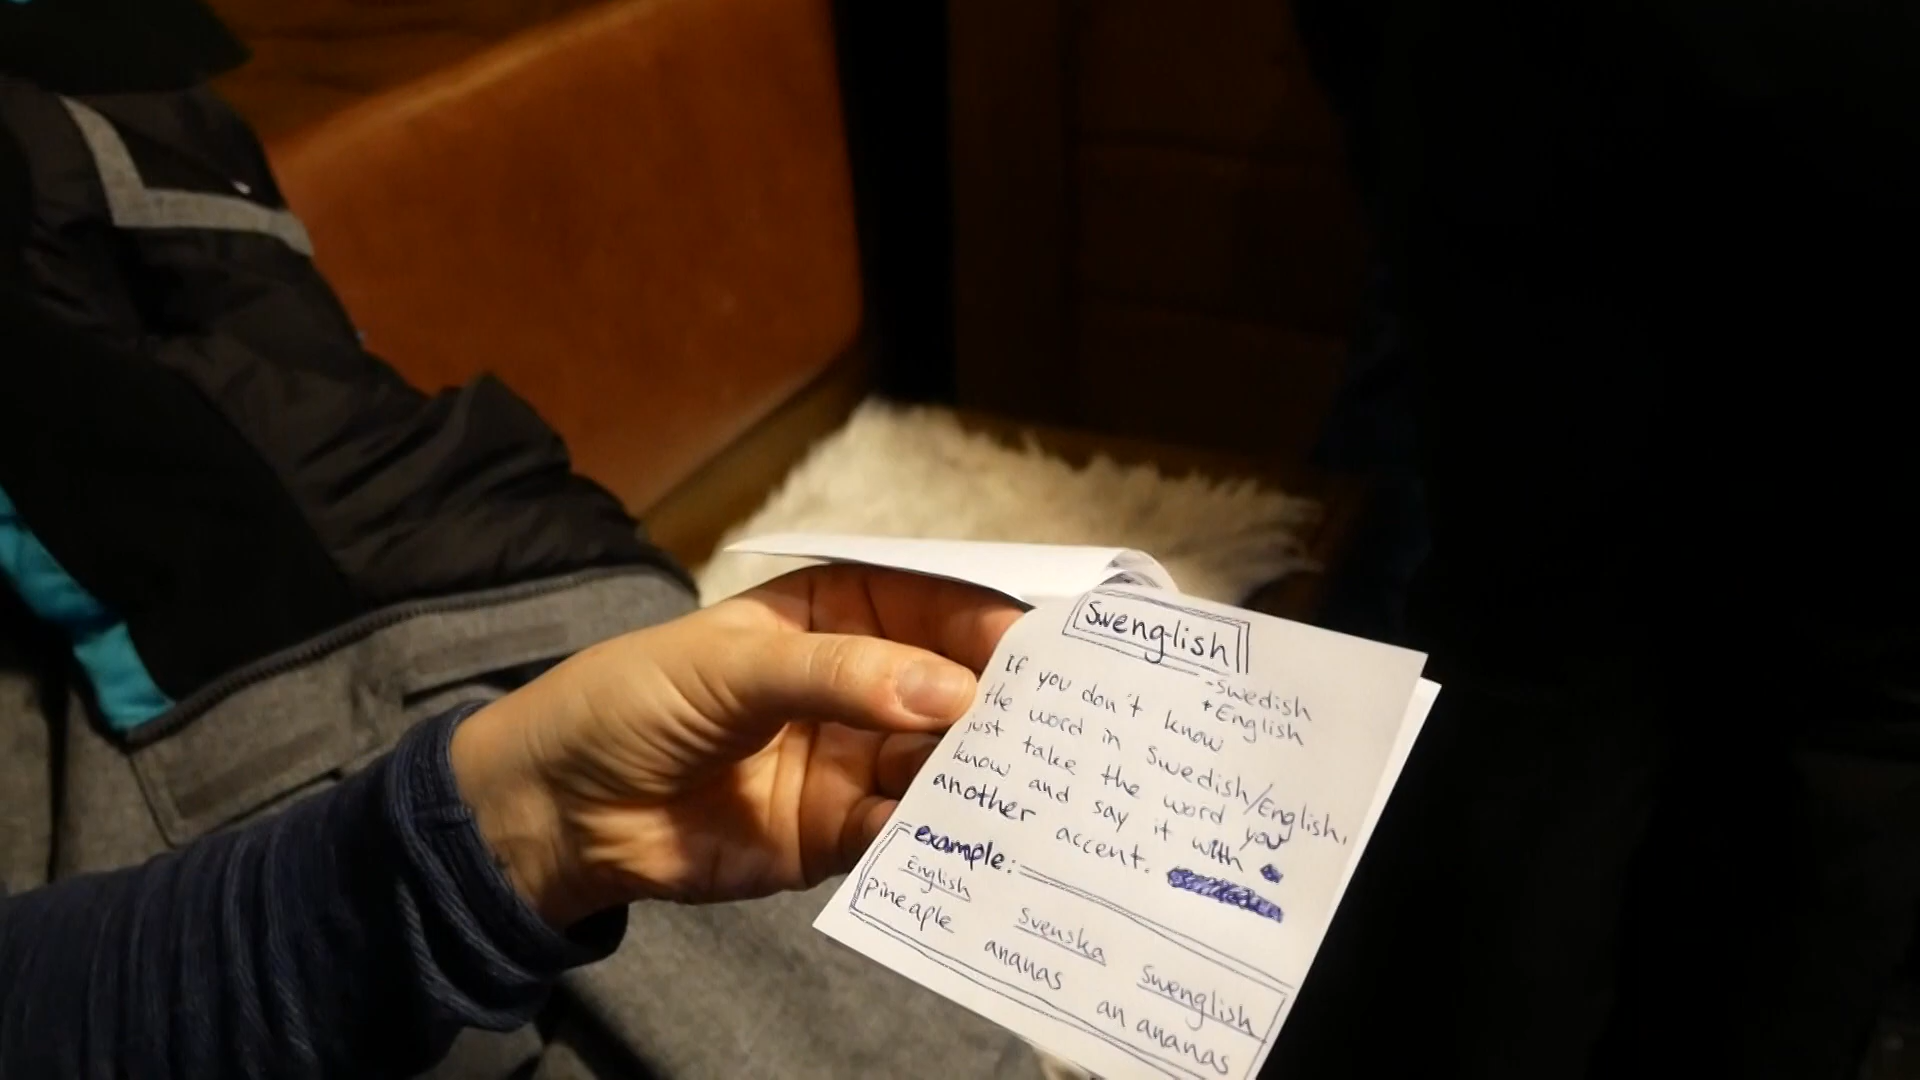 Swenglish
-Swedish
+English
If you don't know
the word in Swedish/English,
just take the word you
know and say it with
another accent.
example:
English Svenska Swenglish
Pineaple ananas an ananas